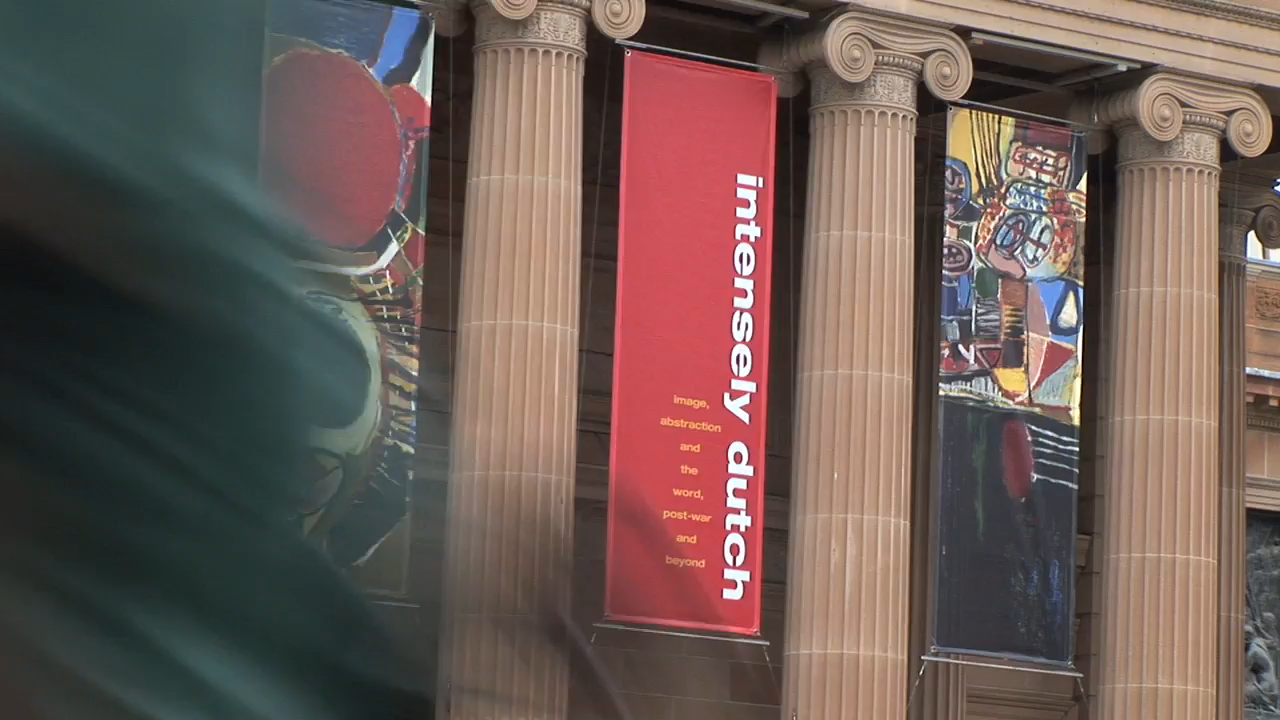 intensely dutch
image,
abstraction
and
the
word,
post-war
and
beyond